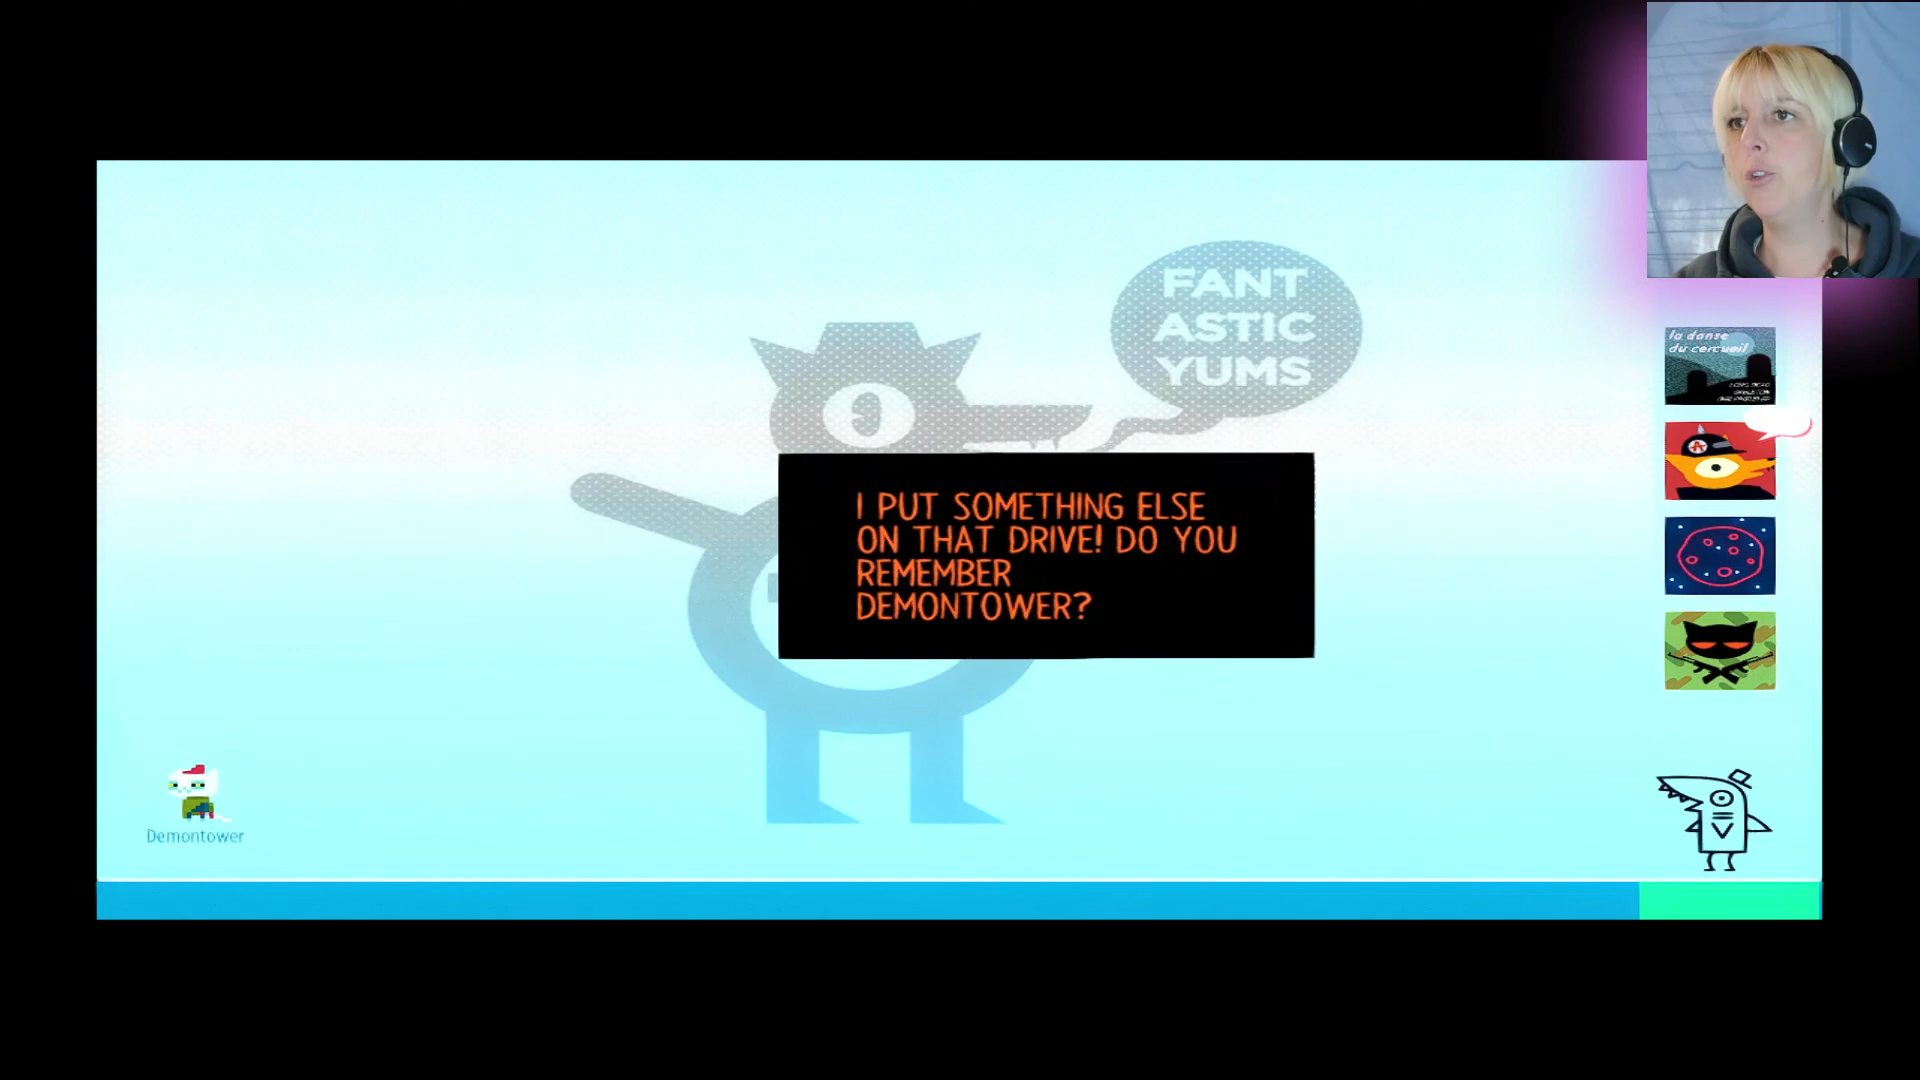 FANT
ASTIC
YUMS
la danse
du cercueil
I PUT SOMETHING ELSE
ON THAT DRIVE! DO YOU
REMEMBER
DEMONTOWER?
Demontower